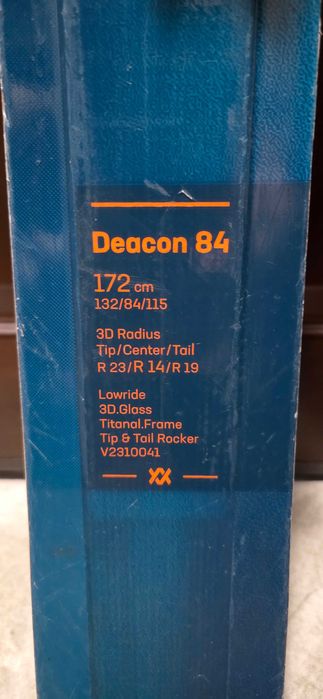 Deacon 84
172 cm
132/84/115
3D Radius
Tip/Center/Tail
R 23/R 14/R 19
Lowride
3D.Glass
Titanal.Frame
Tip & Tail Rocker
V2310041